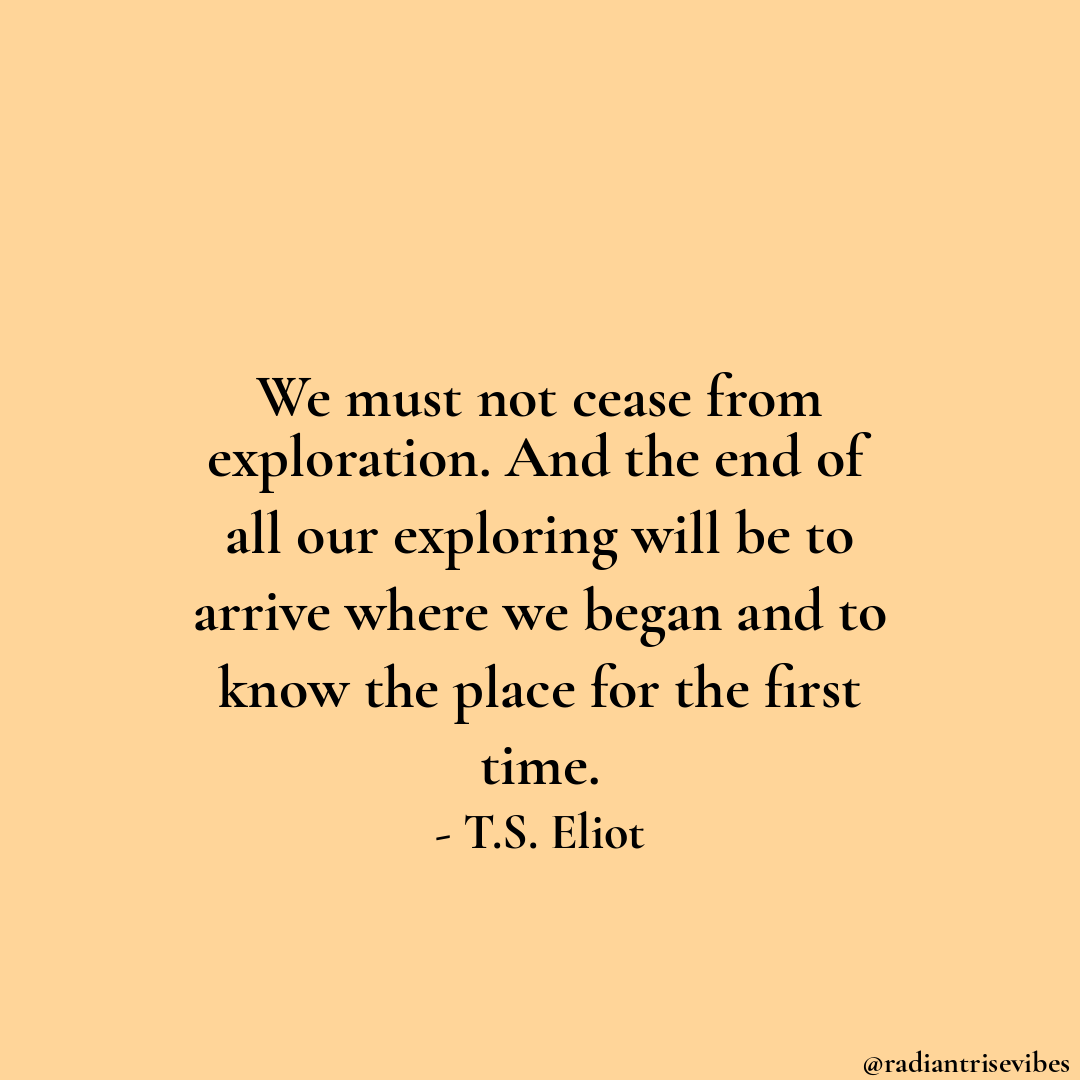 We must not cease from
exploration. And the end of
all our exploring will be to
arrive where we began and to
know the place for the first
time.
- T.S. Eliot
@radiantrisevibes